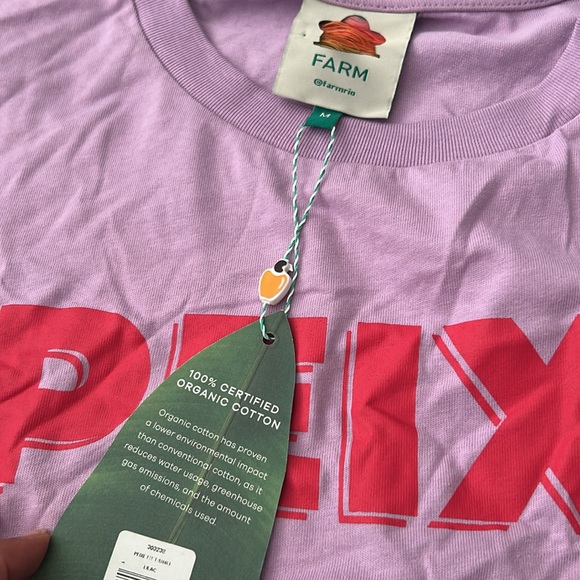 FARM
@farmrio
M
PEIX
100% CERTIFIED
ORGANIC COTTON
Organic cotton has proven
a lower environmental impact
than conventional cotton, as it
reduces water usage, greenhouse
gas emissions, and the amount
of chemicals used.
LILAC